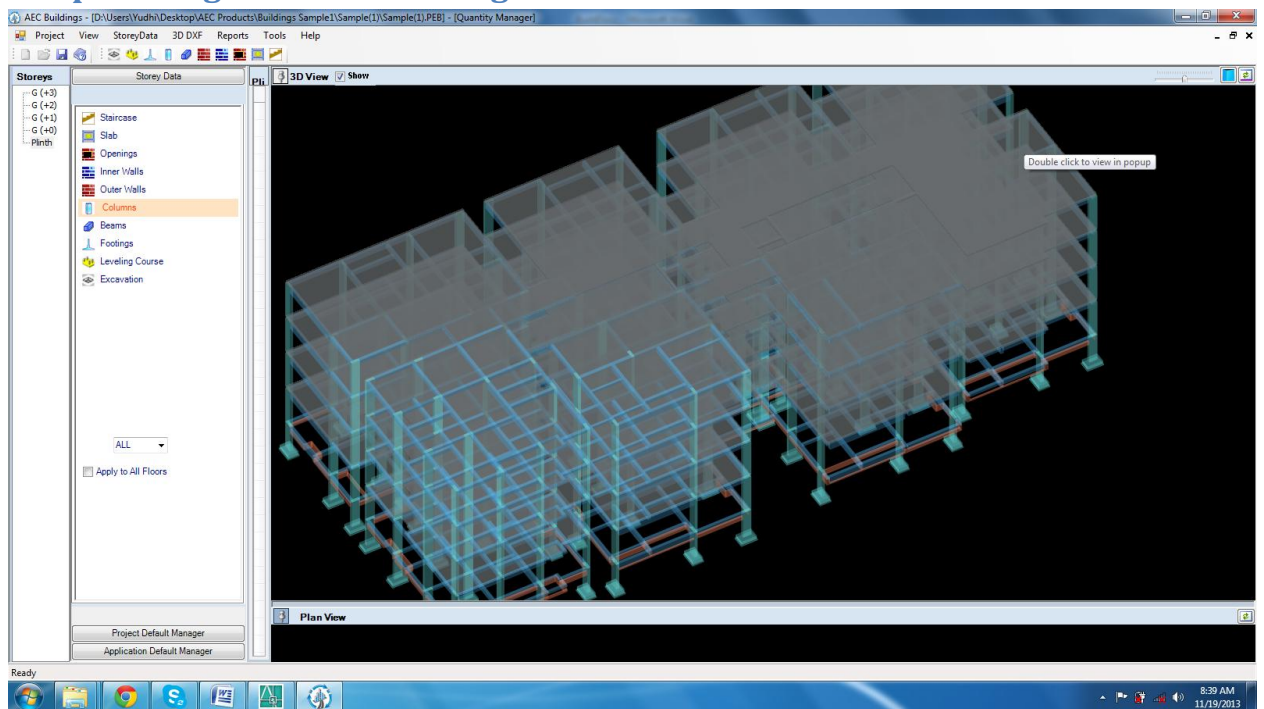 AEC Buildings - [D:\Users\Yudhi\Desktop\AEC Products\Buildings Sample1\Sample(1)\Sample(1).PEB] - [Quantity Manager]
Project View StoreyData 3D DXF Reports Tools Help
Storeys
G (+3)
G (+2)
G (+1)
G (+0)
Plinth
Storey Data
Staircase
Slab
Openings
Inner Walls
Outer Walls
Columns
Beams
Footings
Leveling Course
Excavation
ALL
Apply to All Floors
Project Default Manager
Application Default Manager
Pli
3D View Show
Double click to view in popup
Plan View
Ready
8:39 AM
11/19/2013